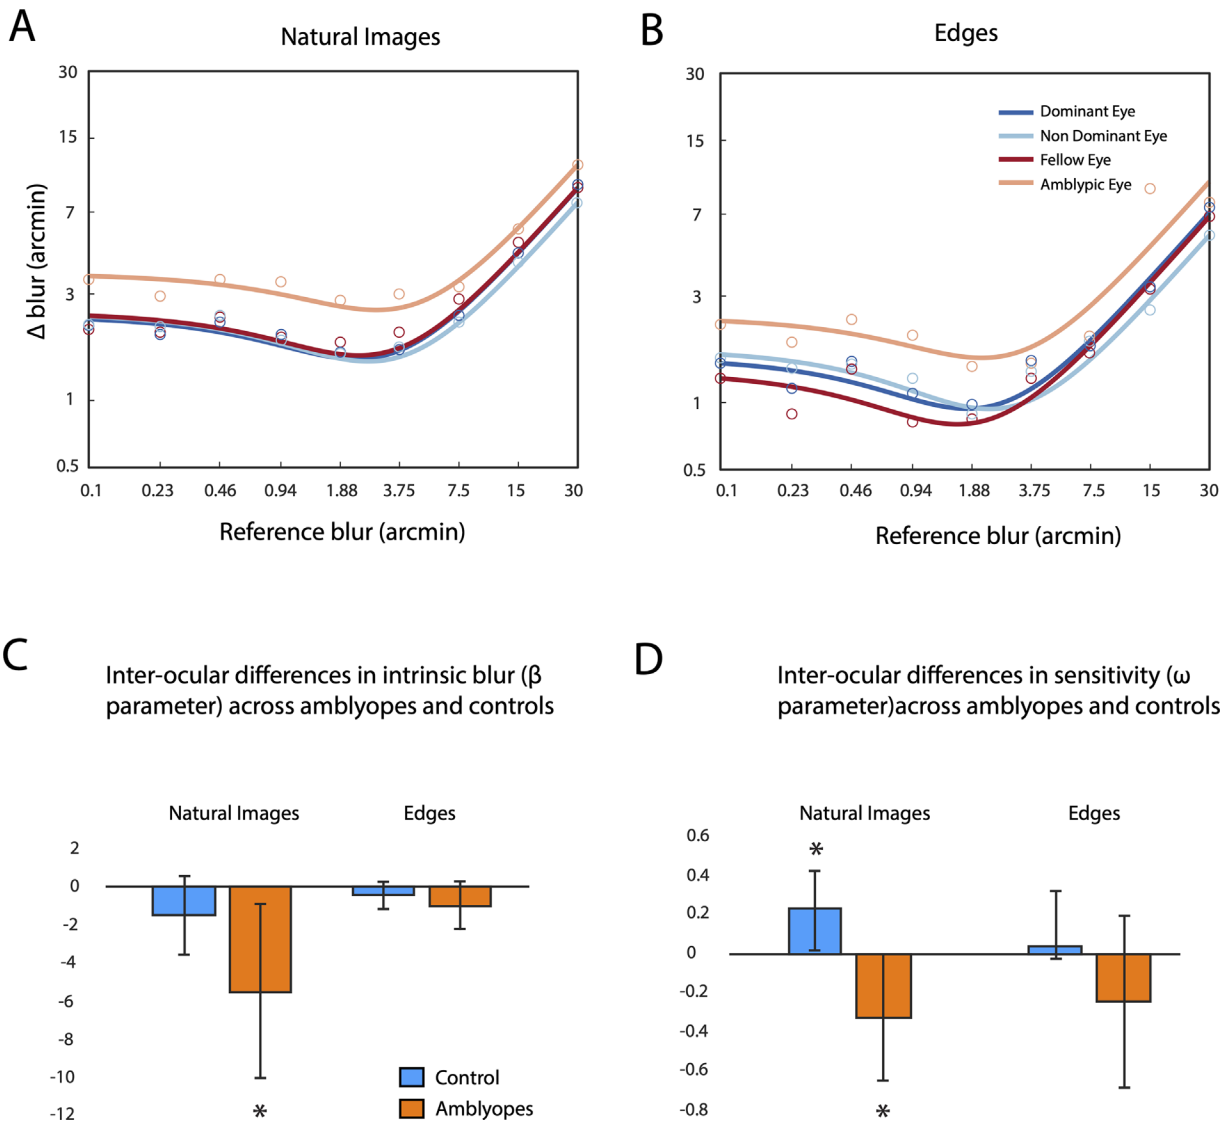 A
Natural Images
30
15
7
3
1
0.5
Δ blur (arcmin)
0.1 0.23 0.46 0.94 1.88 3.75 7.5 15 30
Reference blur (arcmin)
B
Edges
30
15
7
3
1
0.5
Dominant Eye
Non Dominant Eye
Fellow Eye
Amblypic Eye
0.1 0.23 0.46 0.94 1.88 3.75 7.5 15 30
Reference blur (arcmin)
C
Inter-ocular differences in intrinsic blur (β
parameter) across amblyopes and controls
Natural Images Edges
2
0
-2
-4
-6
-8
-10
-12
*
Control
Amblyopes
D
Inter-ocular differences in sensitivity (ω
parameter)across amblyopes and controls
Natural Images Edges
0.6
0.4
0.2
0
-0.2
-0.4
-0.6
-0.8
*
*